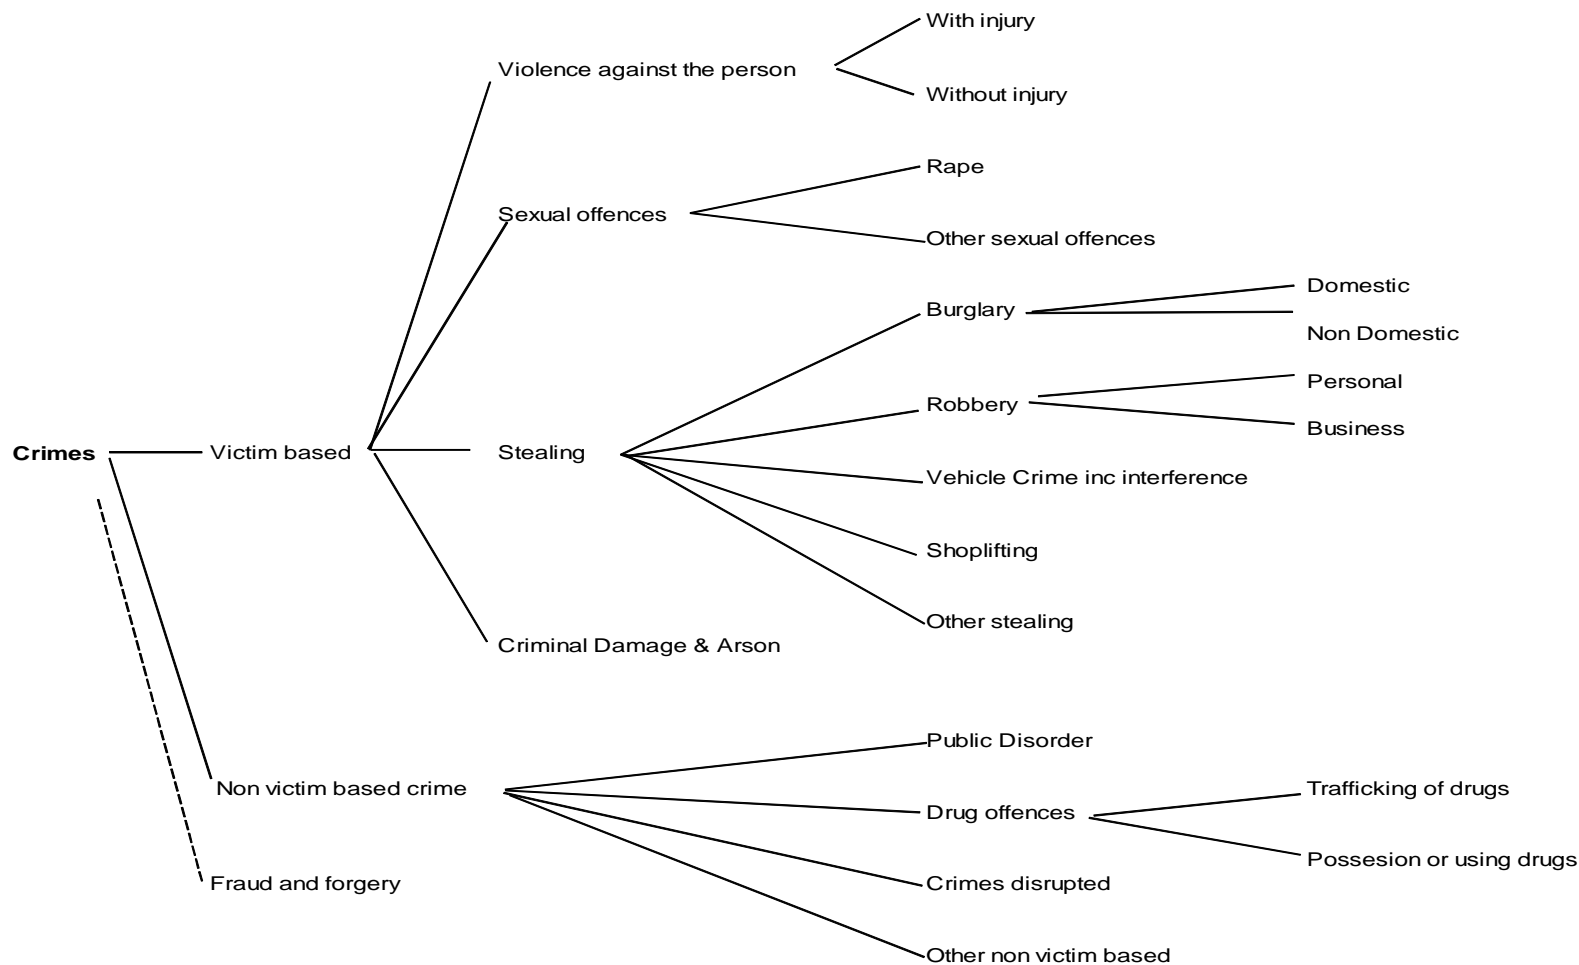 With injury
Violence against the person
Without injury
Rape
Sexual offences
Other sexual offences
Domestic
Burglary
Non Domestic
Personal
Robbery
Business
Crimes
Victim based
Stealing
Vehicle Crime inc interference
Shoplifting
Other stealing
Criminal Damage & Arson
Public Disorder
Non victim based crime
Trafficking of drugs
Drug offences
Possesion or using drugs
Fraud and forgery
Crimes disrupted
Other non victim based